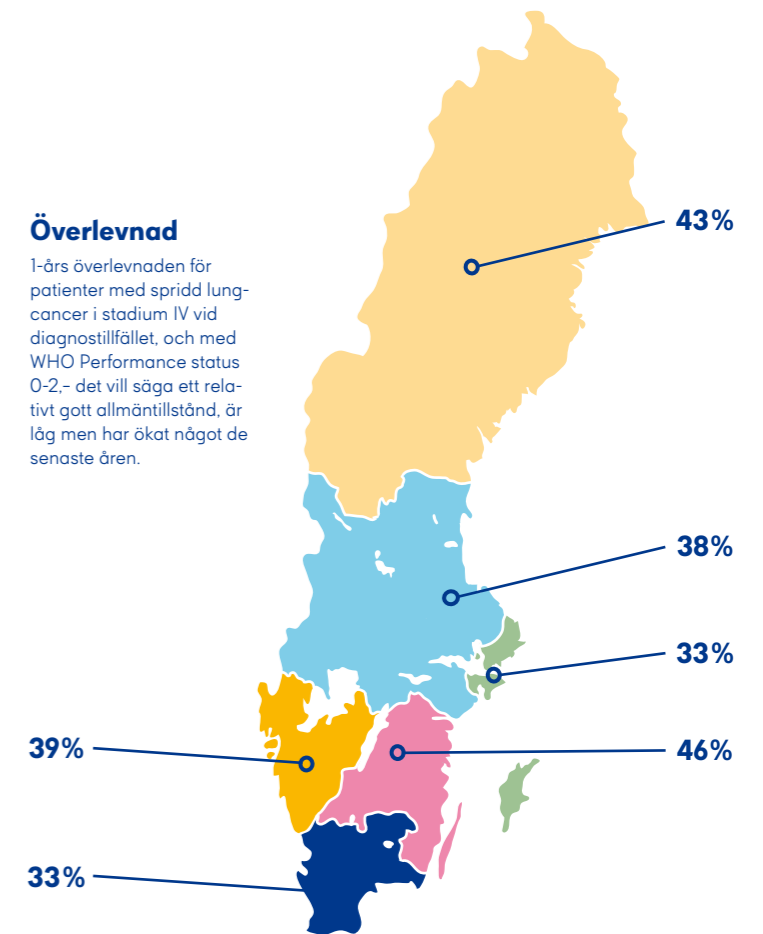 Överlevnad
1-års överlevnaden för
patienter med spridd lung-
cancer i stadium IV vid
diagnostillfället, och med
WHO Performance status
0-2,- det vill säga ett rela-
tivt gott allmäntillstånd, är
låg men har ökat något de
senaste åren.
43%
38%
33%
39%
46%
33%